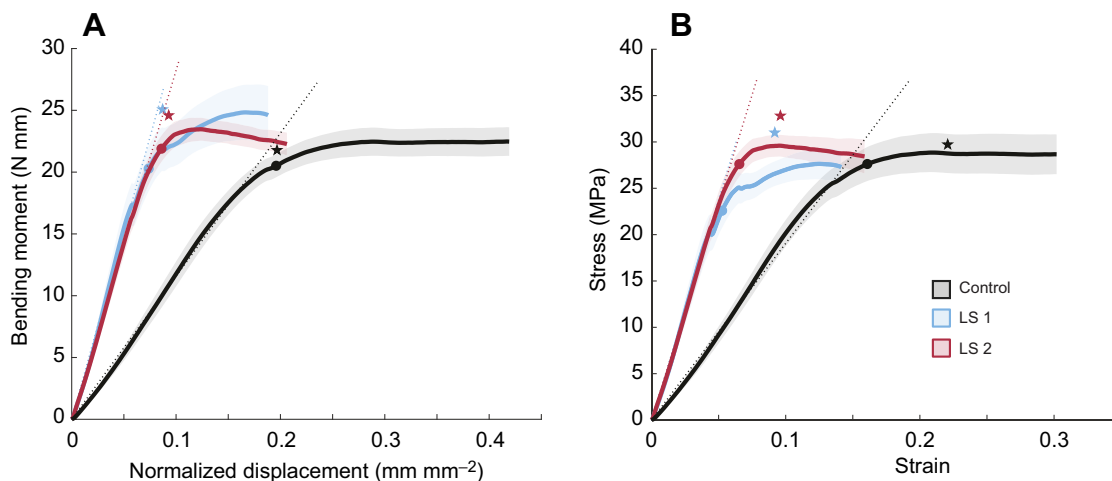 A
30
25
20
15
10
5
0
0 0.1 0.2 0.3 0.4
Bending moment (N mm)
Normalized displacement (mm mm⁻²)
B
40
35
30
25
20
15
10
5
0
0 0.1 0.2 0.3
Stress (MPa)
Strain
Control
LS 1
LS 2